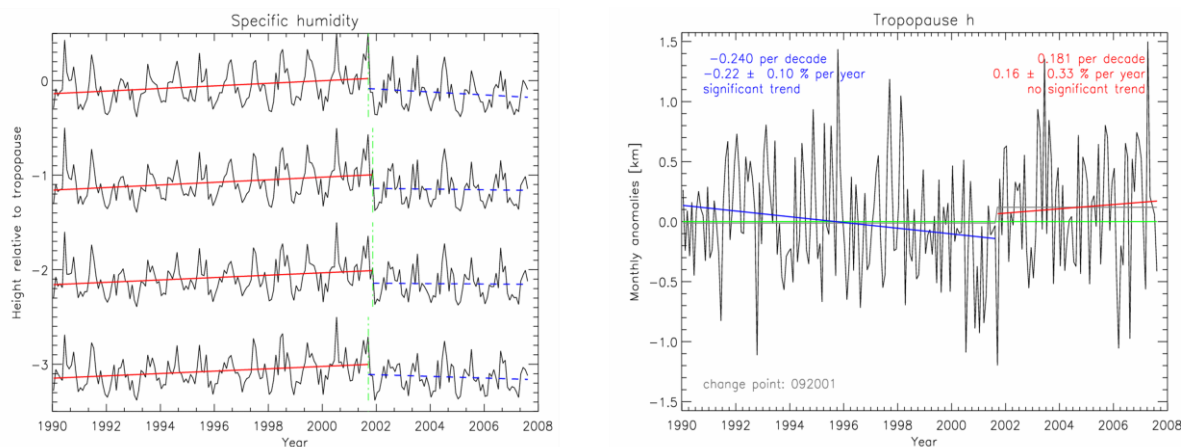 Specific humidity
Height relative to tropopause
0
-1
-2
-3
1990 1992 1994 1996 1998 2000 2002 2004 2006 2008
Year
Tropopause h
Monthly anomalies [km]
1.5
1.0
0.5
0.0
-0.5
-1.0
-1.5
-0.240 per decade
-0.22 ± 0.10 % per year
significant trend
0.181 per decade
0.16 ± 0.33 % per year
no significant trend
change point: 092001
1990 1992 1994 1996 1998 2000 2002 2004 2006 2008
Year